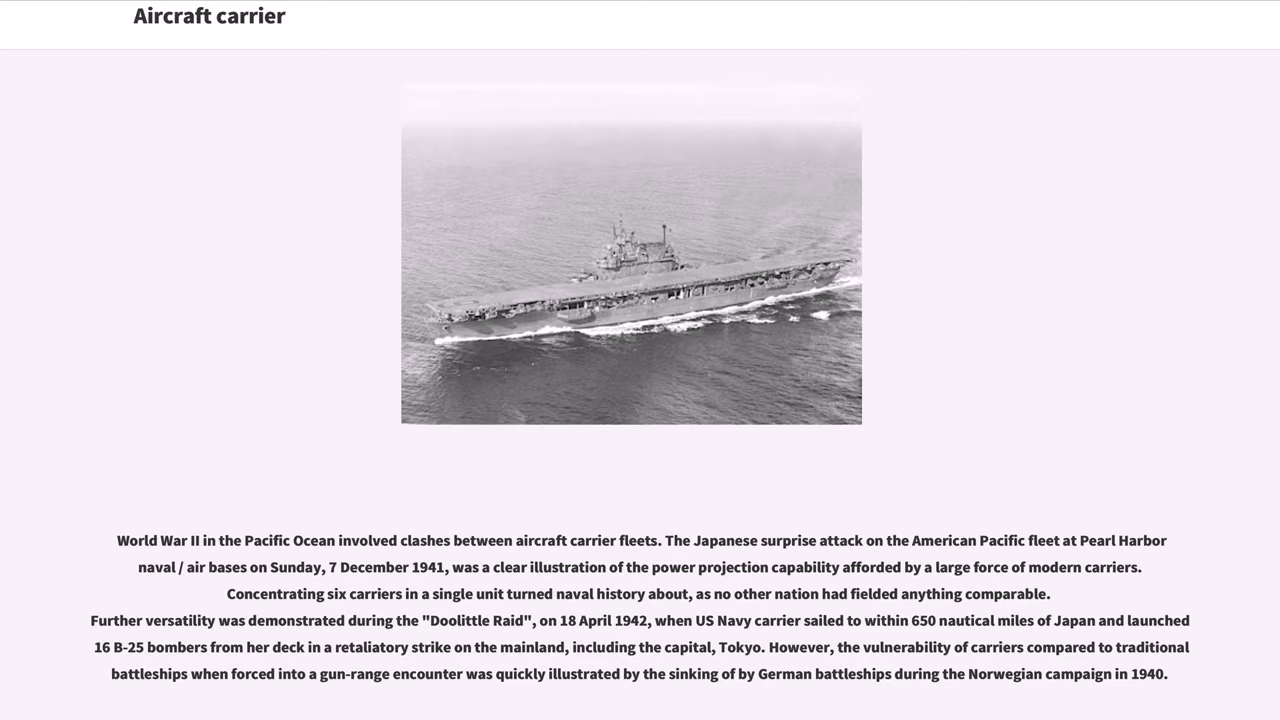 Aircraft carrier
World War II in the Pacific Ocean involved clashes between aircraft carrier fleets. The Japanese surprise attack on the American Pacific fleet at Pearl Harbor
naval / air bases on Sunday, 7 December 1941, was a clear illustration of the power projection capability afforded by a large force of modern carriers.
Concentrating six carriers in a single unit turned naval history about, as no other nation had fielded anything comparable.
Further versatility was demonstrated during the "Doolittle Raid", on 18 April 1942, when US Navy carrier sailed to within 650 nautical miles of Japan and launched
16 B-25 bombers from her deck in a retaliatory strike on the mainland, including the capital, Tokyo. However, the vulnerability of carriers compared to traditional
battleships when forced into a gun-range encounter was quickly illustrated by the sinking of by German battleships during the Norwegian campaign in 1940.